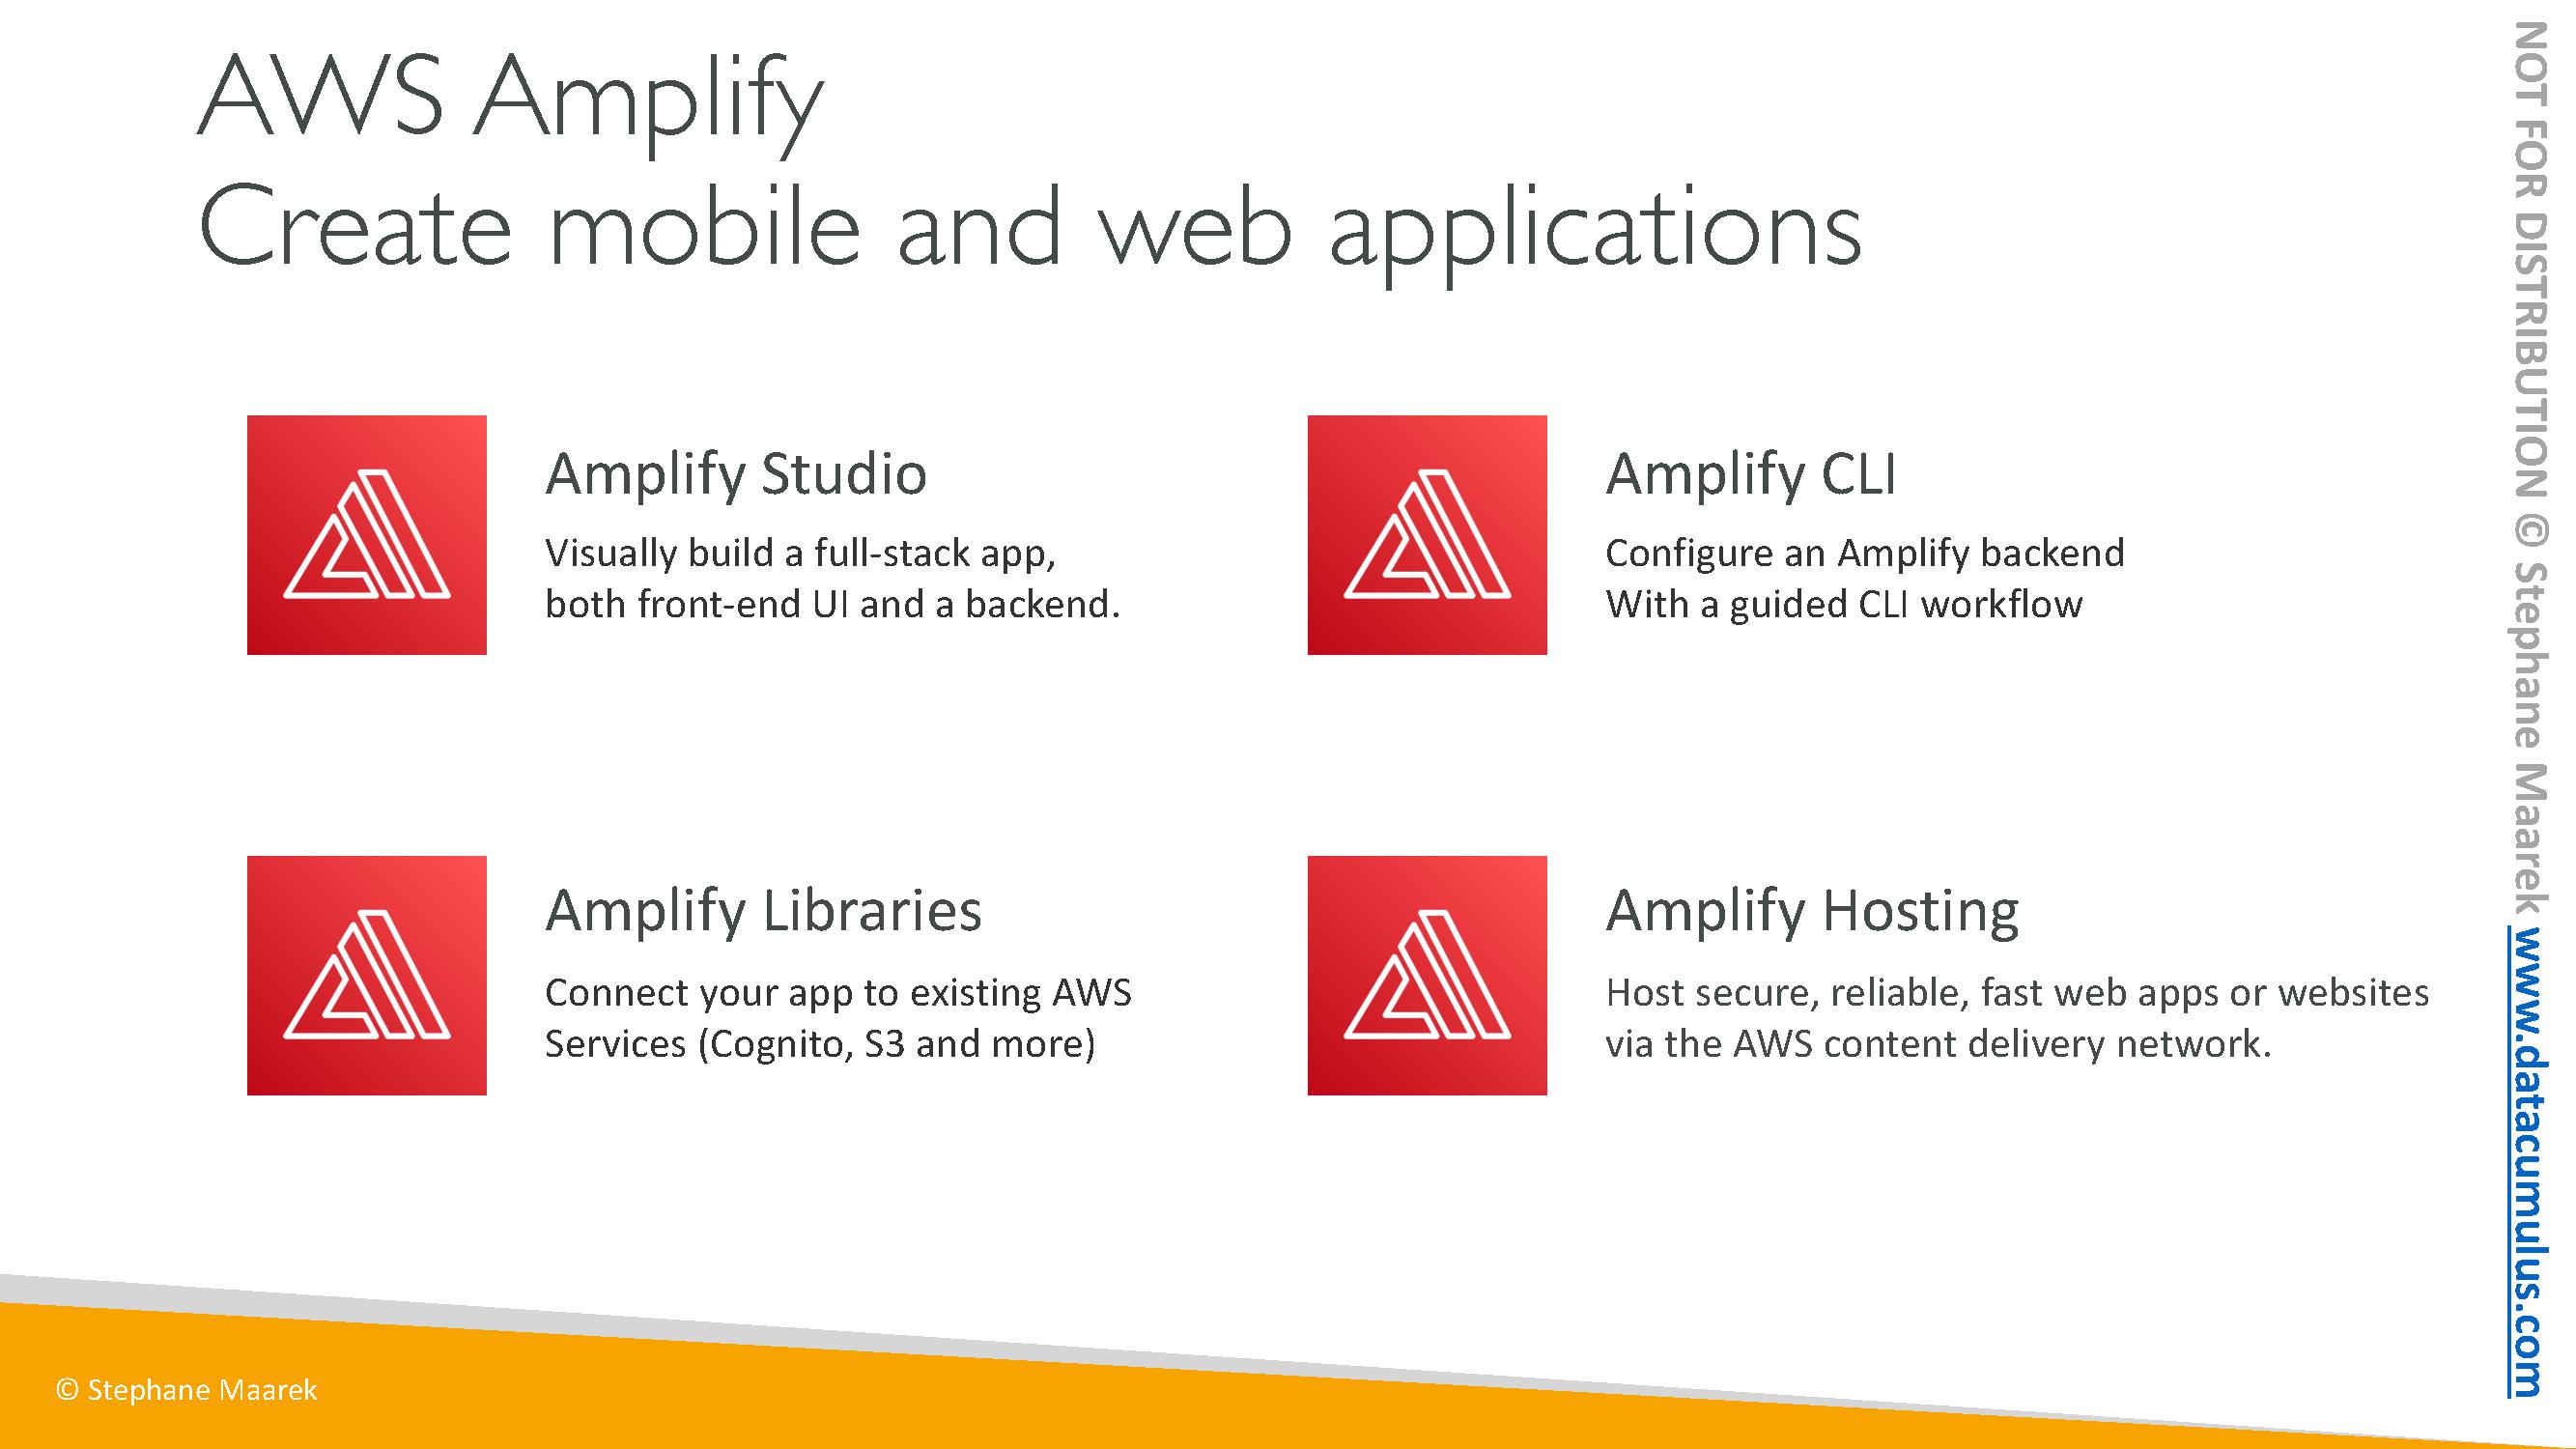 AWS Amplify
Create mobile and web applications
Amplify Studio
Visually build a full-stack app,
both front-end UI and a backend.
Amplify CLI
Configure an Amplify backend
With a guided CLI workflow
Amplify Libraries
Connect your app to existing AWS
Services (Cognito, S3 and more)
Amplify Hosting
Host secure, reliable, fast web apps or websites
via the AWS content delivery network.
© Stephane Maarek
NOT FOR DISTRIBUTION © Stephane Maarek www.datacumulus.com